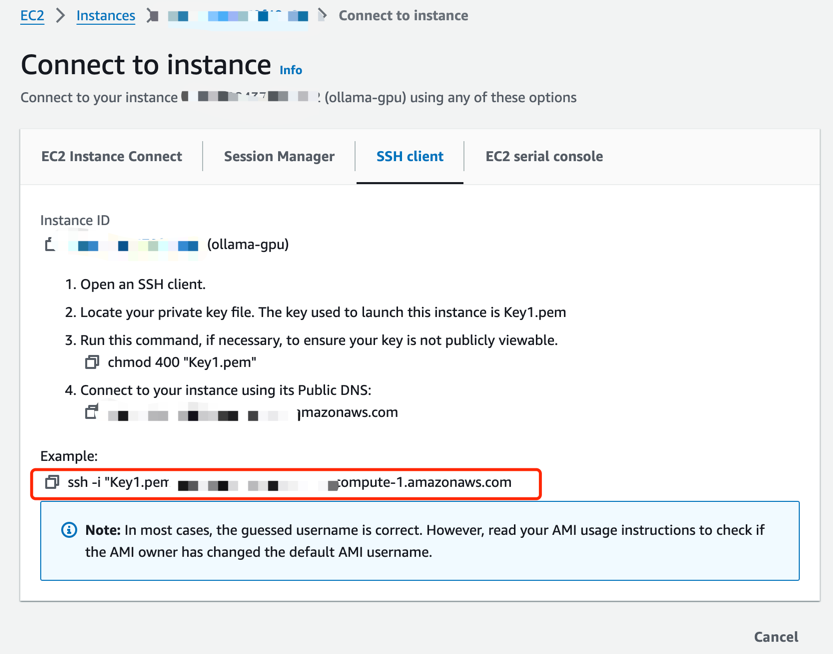 EC2 > Instances > > Connect to instance
Connect to instance Info
Connect to your instance (ollama-gpu) using any of these options
EC2 Instance Connect
Session Manager
SSH client
EC2 serial console
Instance ID
(ollama-gpu)
1. Open an SSH client.
2. Locate your private key file. The key used to launch this instance is Key1.pem
3. Run this command, if necessary, to ensure your key is not publicly viewable.
chmod 400 "Key1.pem"
4. Connect to your instance using its Public DNS:
mazonaws.com
Example:
ssh -i "Key1.pem compute-1.amazonaws.com
Note: In most cases, the guessed username is correct. However, read your AMI usage instructions to check if
the AMI owner has changed the default AMI username.
Cancel